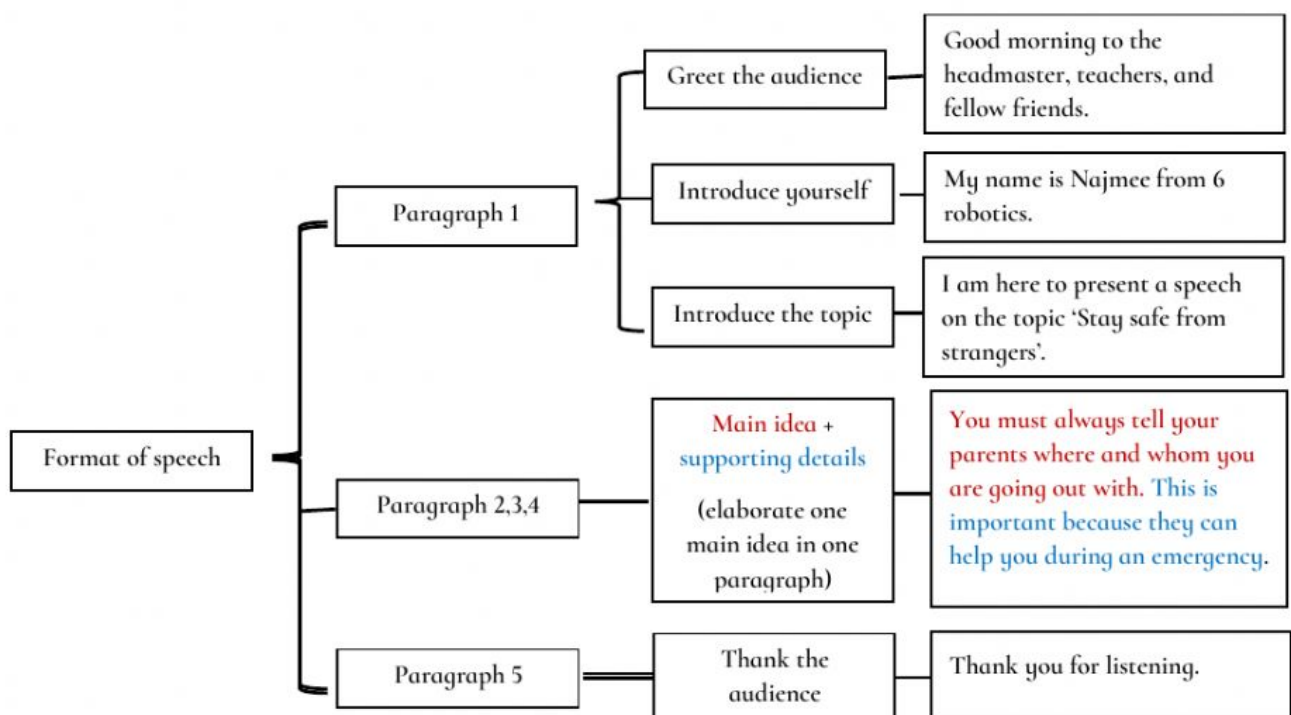 Format of speech
Paragraph 1
Greet the audience
Good morning to the
headmaster, teachers, and
fellow friends.
Introduce yourself
My name is Najmee from 6
robotics.
Introduce the topic
I am here to present a speech
on the topic ‘Stay safe from
strangers’.
Paragraph 2,3,4
Main idea +
supporting details
(elaborate one
main idea in one
paragraph)
You must always tell your
parents where and whom you
are going out with. This is
important because they can
help you during an emergency.
Paragraph 5
Thank the
audience
Thank you for listening.